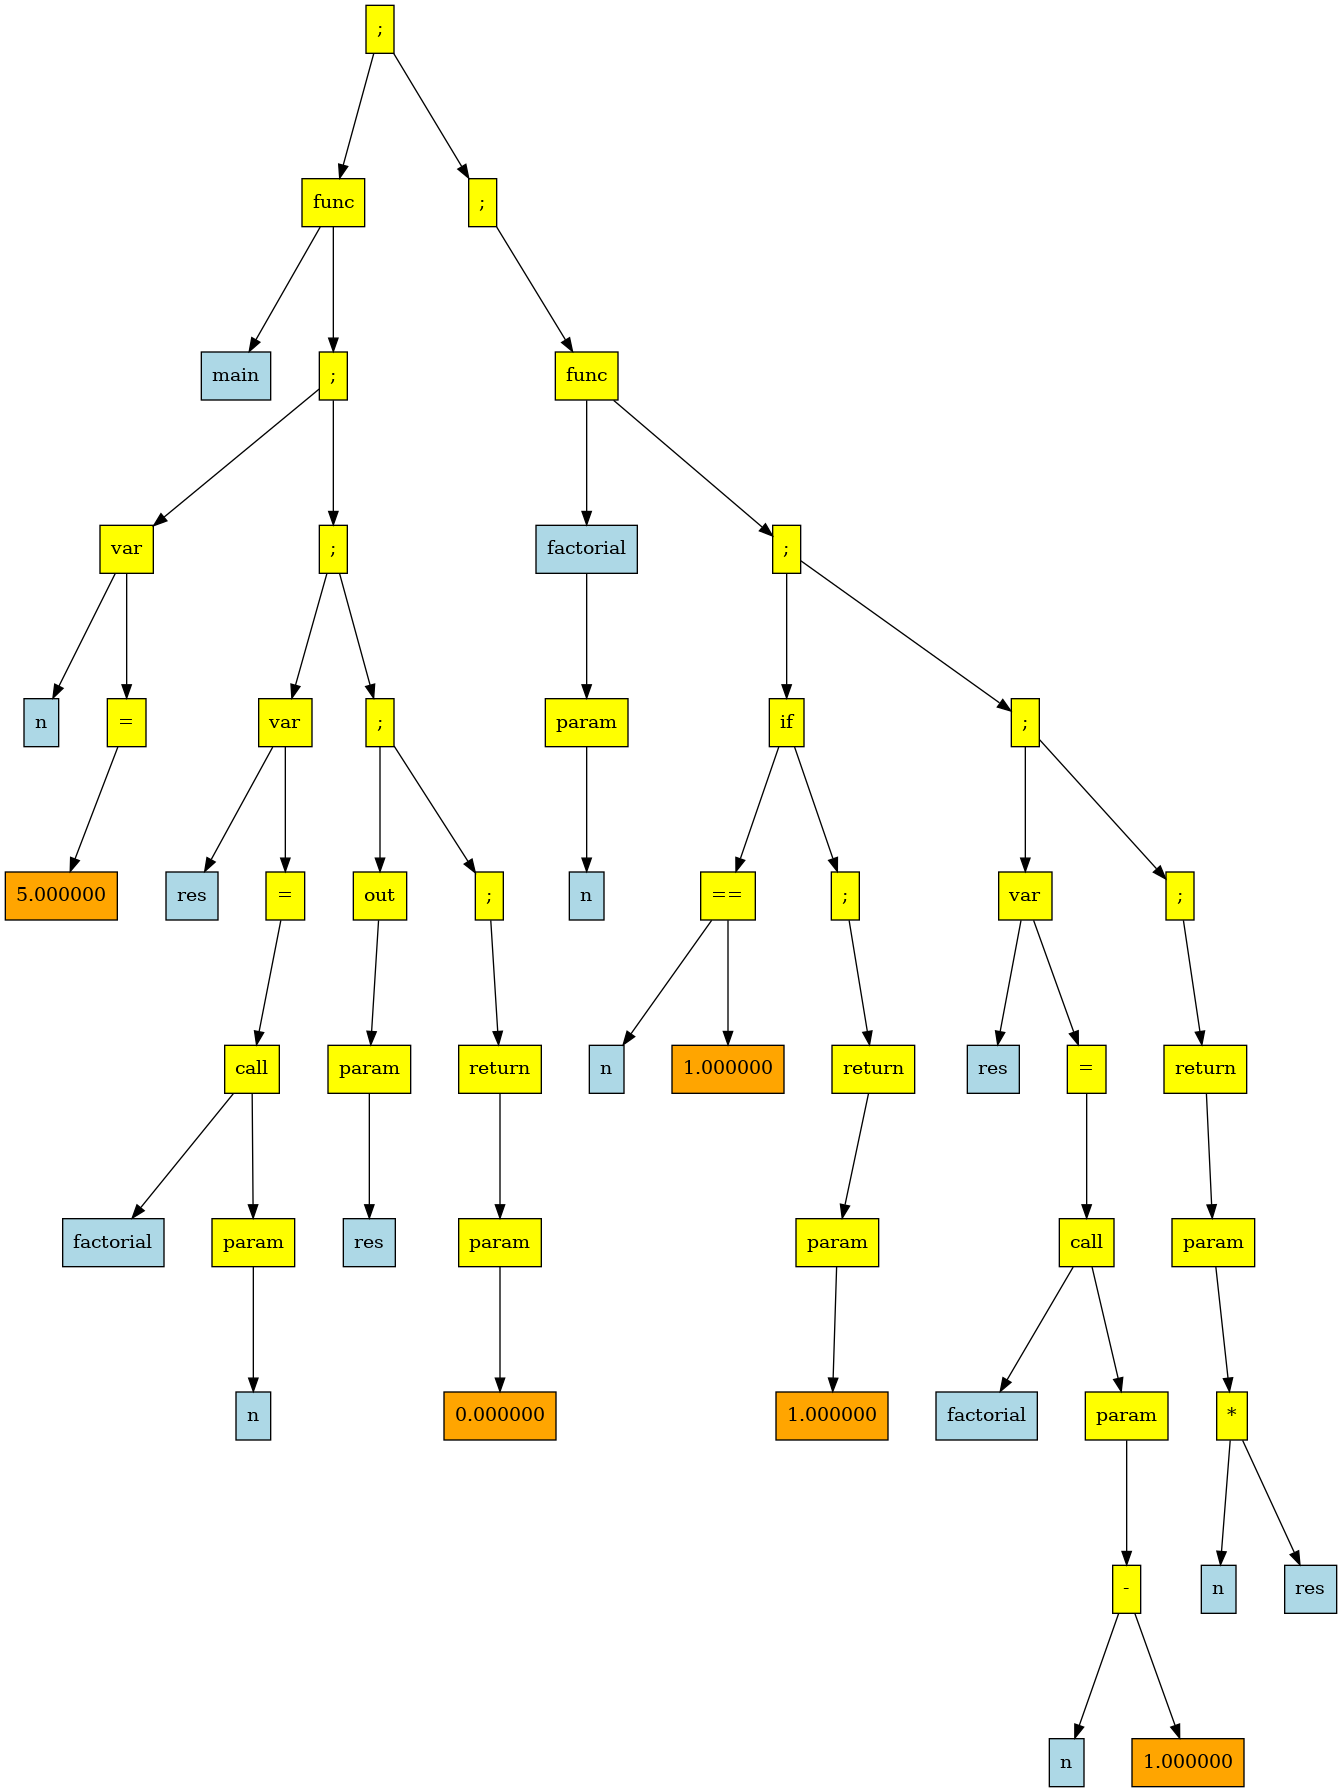 ;
func ;
main ; func
var ; factorial ;
n = var ; param if ;
5.000000 res = out ; n == ; var ;
call param return n 1.000000 return res = return
factorial param res param param call param
n 0.000000 1.000000 factorial param *
- n res
n 1.000000